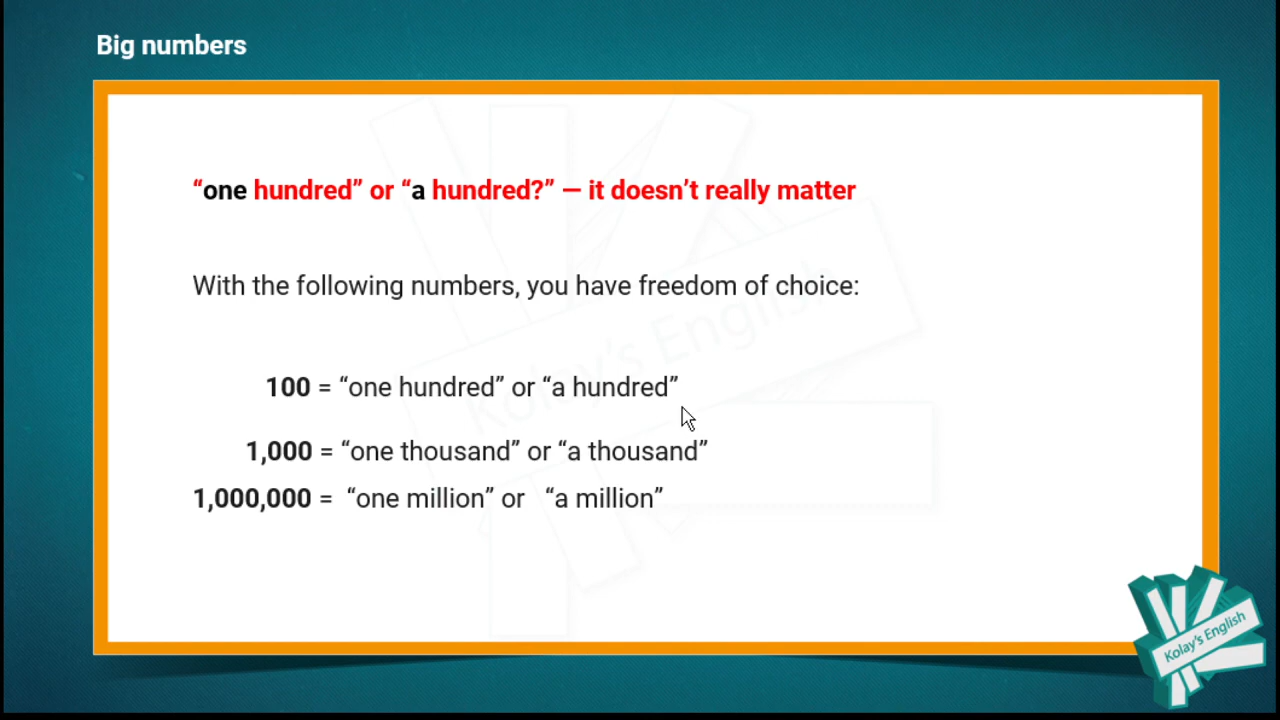 Big numbers
“one hundred” or “a hundred?” — it doesn’t really matter
With the following numbers, you have freedom of choice:
100 = “one hundred” or “a hundred”
1,000 = “one thousand” or “a thousand”
1,000,000 = “one million” or “a million”
Kolay's English
Kolay's English